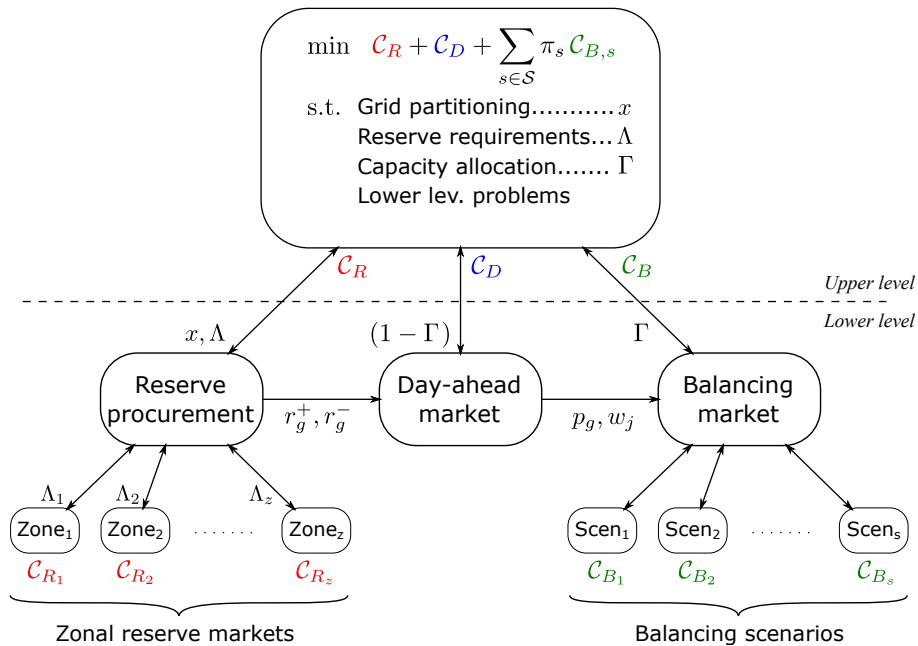 min 𝒞_R + 𝒞_D + ∑_{s∈𝒮} π_s 𝒞_{B,s}
s.t. Grid partitioning........... x
Reserve requirements... Λ
Capacity allocation....... Γ
Lower lev. problems
𝒞_R 𝒞_D 𝒞_B
Upper level
Lower level
x, Λ (1 − Γ) Γ
Reserve procurement
Day-ahead market
Balancing market
r_g^+, r_g^- p_g, w_j
Λ_1 Λ_2 Λ_z
Zone_1 Zone_2 ....... Zone_z Scen_1 Scen_2 ....... Scen_s
𝒞_{R_1} 𝒞_{R_2} 𝒞_{R_z} 𝒞_{B_1} 𝒞_{B_2} 𝒞_{B_s}
Zonal reserve markets Balancing scenarios